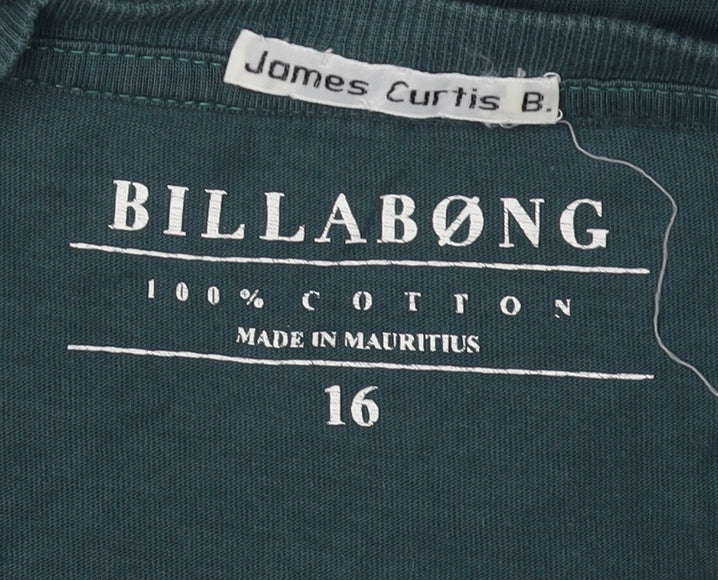 James Curtis B.
BILLABØNG
100% COTTON
MADE IN MAURITIUS
16